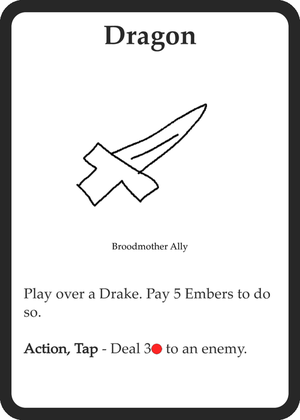 Dragon
Broodmother Ally
Play over a Drake. Pay 5 Embers to do
so.
Action, Tap - Deal 3🔴 to an enemy.